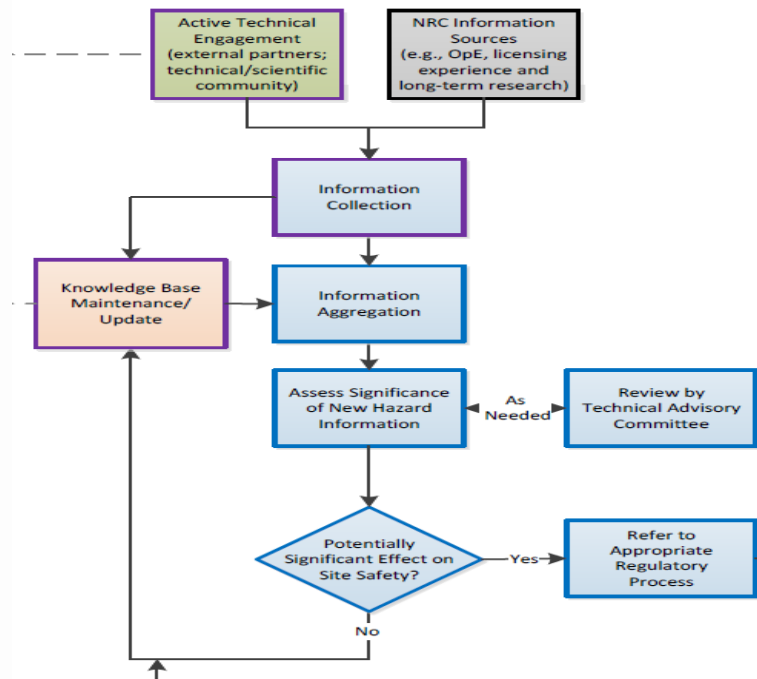 Active Technical
Engagement
(external partners;
technical/scientific
community)
NRC Information
Sources
(e.g., OpE, licensing
experience and
long-term research)
Information
Collection
Knowledge Base
Maintenance/
Update
Information
Aggregation
Assess Significance
of New Hazard
Information
As
Needed
Review by
Technical Advisory
Committee
Potentially
Significant Effect on
Site Safety?
Yes
Refer to
Appropriate
Regulatory
Process
No